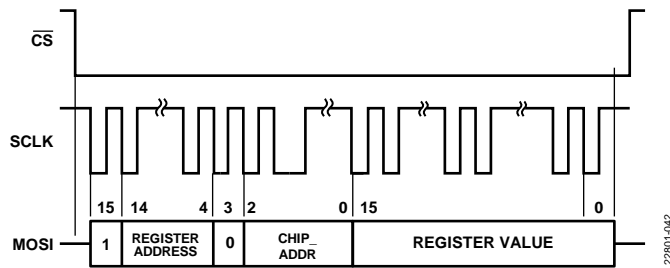 CS
SCLK
15 14 4 3 2 0 15 0
MOSI 1 REGISTER ADDRESS 0 CHIP_ ADDR REGISTER VALUE
22801-042